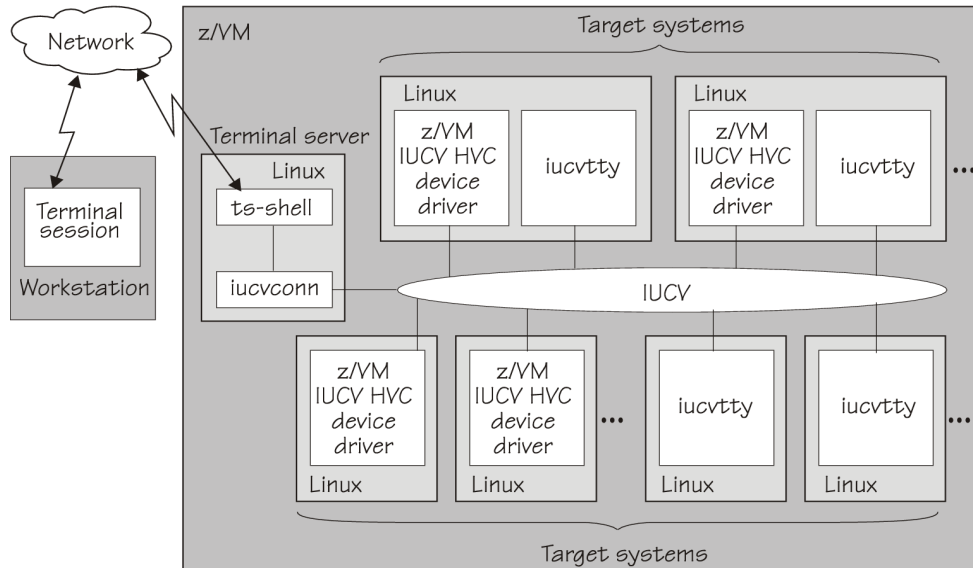 Network
z/VM
Target systems
Terminal server
Linux
ts-shell
iucvconn
Terminal
session
Workstation
Linux
z/VM
IUCV HVC
device
driver
iucvtty
Linux
z/VM
IUCV HVC
device
driver
iucvtty
...
IUCV
z/VM
IUCV HVC
device
driver
Linux
z/VM
IUCV HVC
device
driver
Linux
...
iucvtty
Linux
iucvtty
Linux
...
Target systems